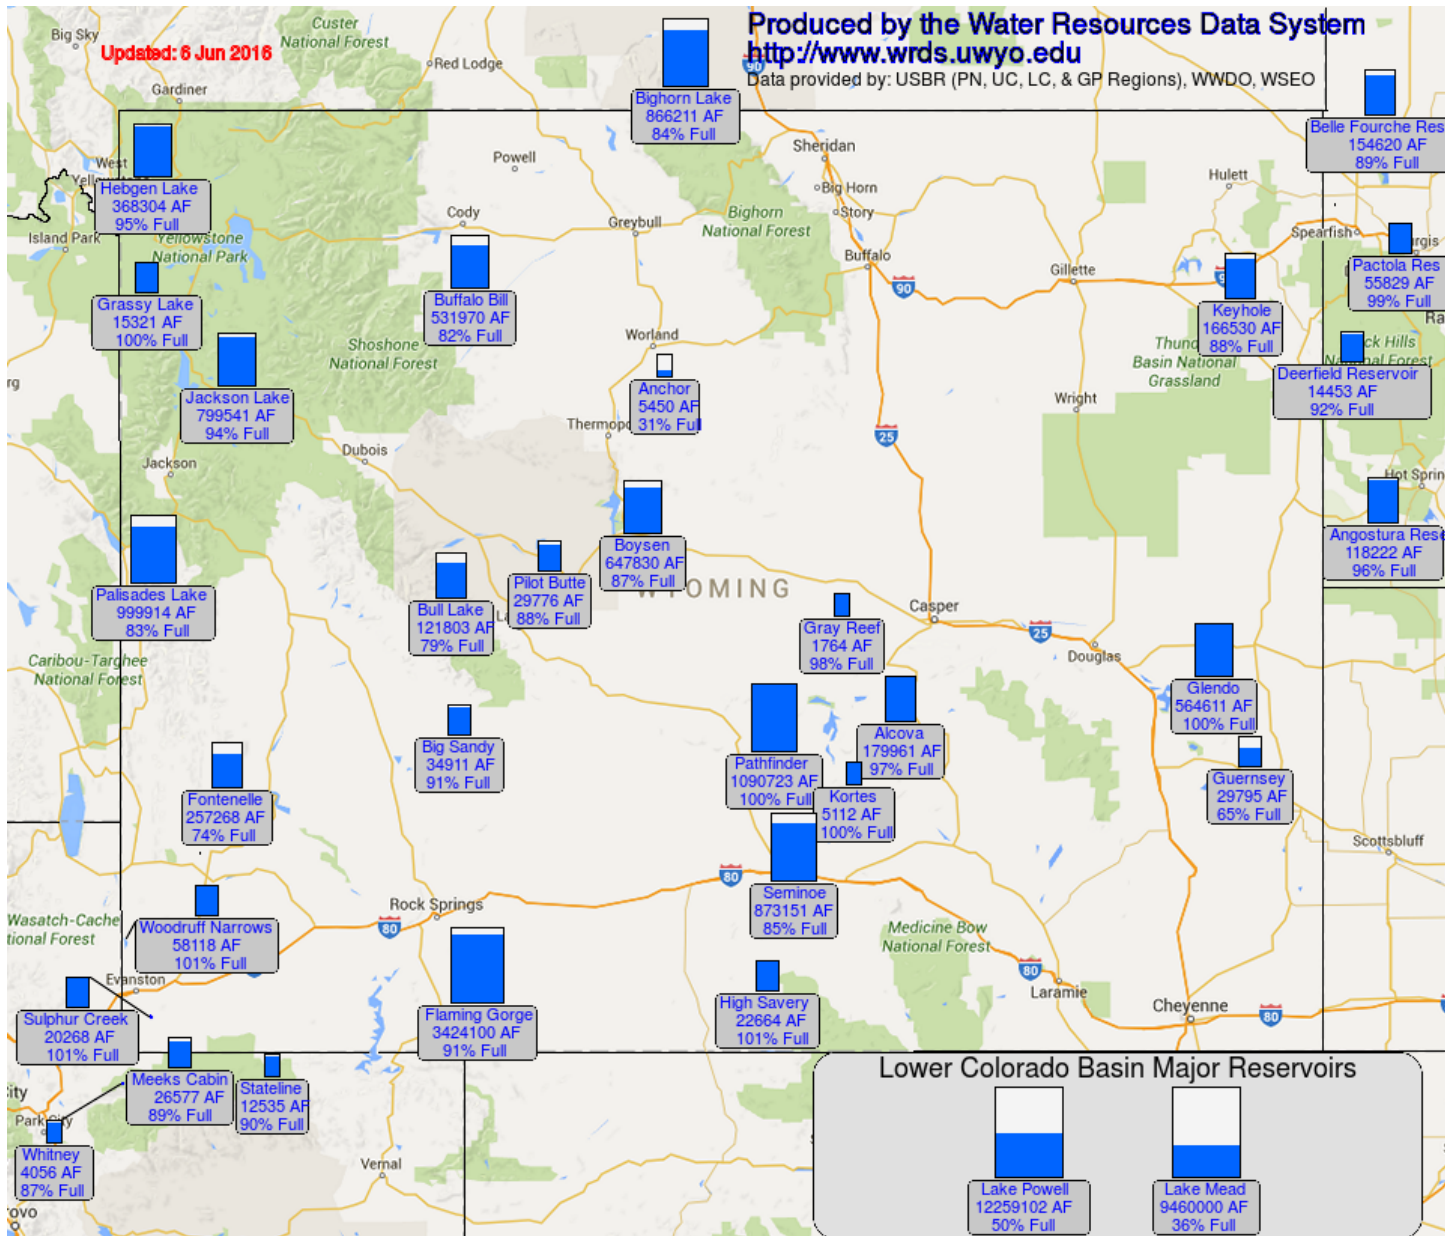 Produced by the Water Resources Data System
http://www.wrds.uwyo.edu
Data provided by: USBR (PN, UC, LC, & GP Regions), WWDO, WSEO
Updated: 6 Jun 2016
Big Sky
Custer
National Forest
Red Lodge
Gardiner
90
Bighorn Lake
866211 AF
84% Full
Belle Fourche Res
154620 AF
89% Full
West
Hebgen Lake
368304 AF
95% Full
Island Park
Yellowstone
National Park
Powell
Cody
Greybull
Sheridan
Big Horn
Story
Bighorn
National Forest
Buffalo
90
Gillette
Hulett
Spearfish
Pactola Res
55829 AF
99% Full
Grassy Lake
15321 AF
100% Full
Buffalo Bill
531970 AF
82% Full
Keyhole
166530 AF
88% Full
Shoshone
National Forest
Worland
Jackson Lake
799541 AF
94% Full
Anchor
5450 AF
31% Full
Basin National
Grassland
Deerfield Reservoir
14453 AF
92% Full
Wright
25
Dubois
Jackson
Boysen
647830 AF
87% Full
Angostura Rese
118222 AF
96% Full
Palisades Lake
999914 AF
83% Full
Bull Lake
121803 AF
79% Full
Pilot Butte
29776 AF
88% Full
WYOMING
Gray Reef
1764 AF
98% Full
Casper
25
Douglas
Caribou-Targhee
National Forest
Glendo
564611 AF
100% Full
Big Sandy
34911 AF
91% Full
Pathfinder
1090723 AF
100% Full
Alcova
179961 AF
97% Full
Kortes
5112 AF
100% Full
Guernsey
29795 AF
65% Full
Fontenelle
257268 AF
74% Full
Scottsbluff
80
Seminoe
873151 AF
85% Full
Rock Springs
80
Wasatch-Cache
Woodruff Narrows
58118 AF
101% Full
Medicine Bow
National Forest
Evanston
Flaming Gorge
3424100 AF
91% Full
High Savery
22664 AF
101% Full
80
Laramie
Cheyenne
80
Sulphur Creek
20268 AF
101% Full
Meeks Cabin
26577 AF
89% Full
Stateline
12535 AF
90% Full
Park City
Whitney
4056 AF
87% Full
Vernal
Lower Colorado Basin Major Reservoirs
Lake Powell
12259102 AF
50% Full
Lake Mead
9460000 AF
36% Full